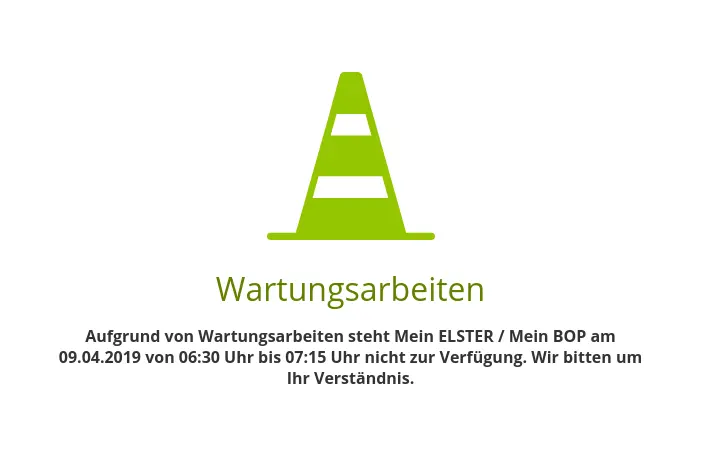 Wartungsarbeiten
Aufgrund von Wartungsarbeiten steht Mein ELSTER / Mein BOP am
09.04.2019 von 06:30 Uhr bis 07:15 Uhr nicht zur Verfügung. Wir bitten um
Ihr Verständnis.